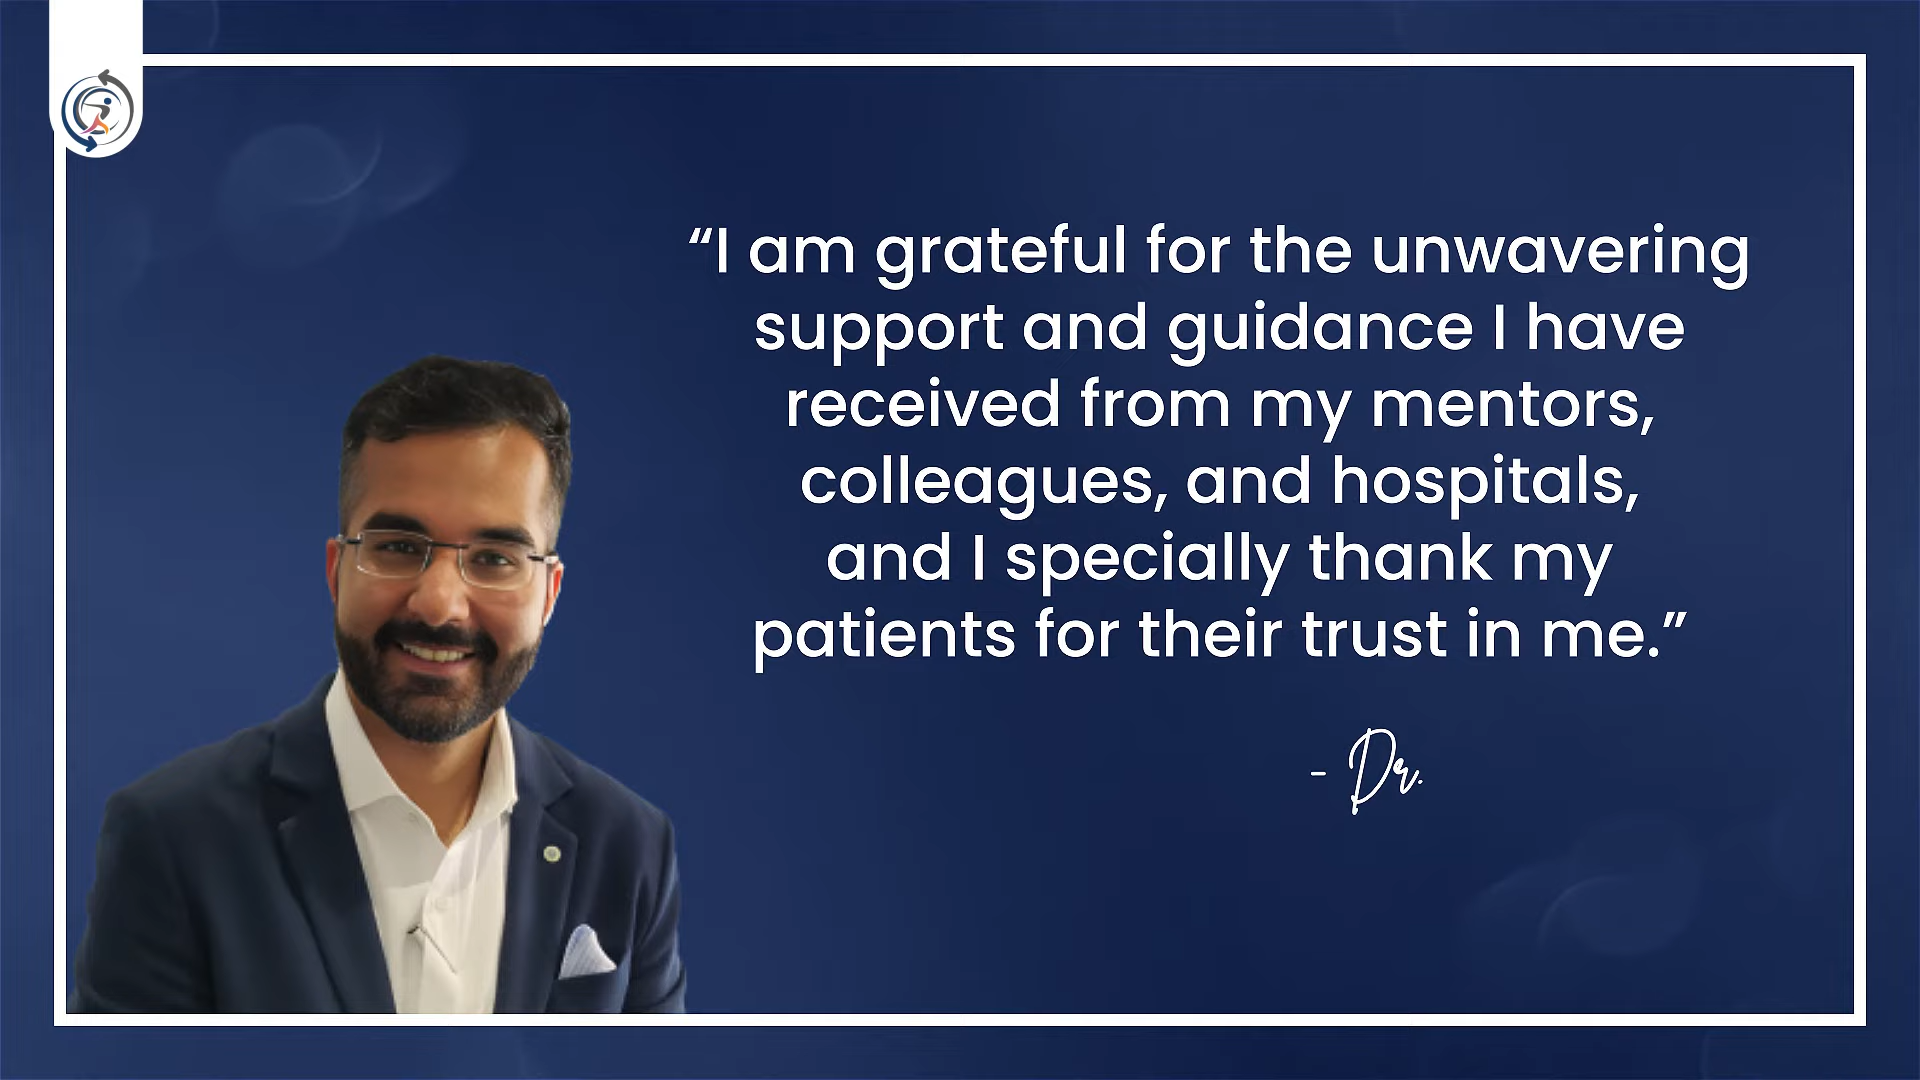 “I am grateful for the unwavering
support and guidance I have
received from my mentors,
colleagues, and hospitals,
and I specially thank my
patients for their trust in me.”
- Dr.